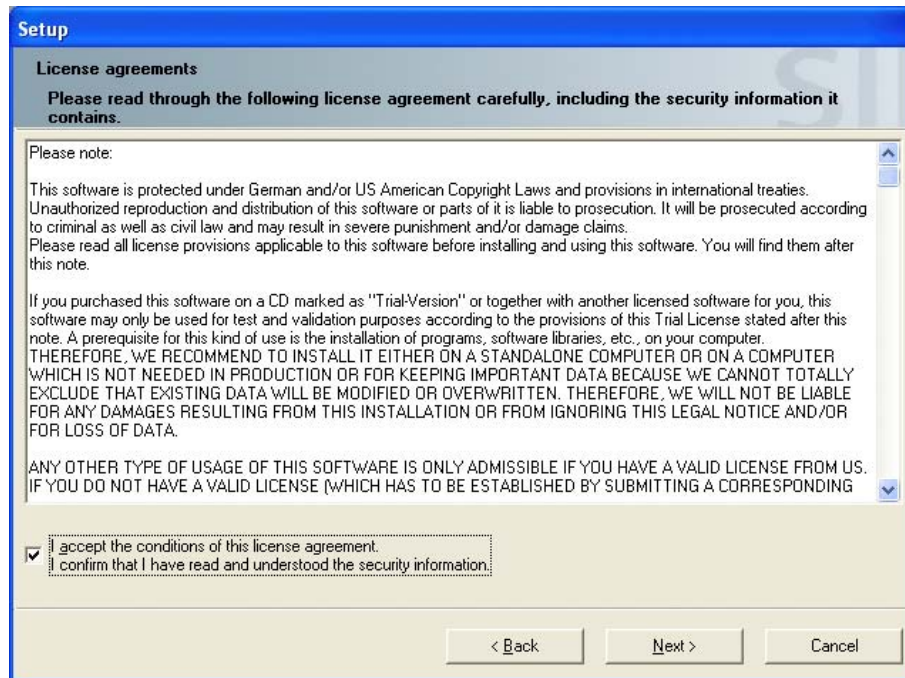 Setup
License agreements
Please read through the following license agreement carefully, including the security information it
contains.
Please note:
This software is protected under German and/or US American Copyright Laws and provisions in international treaties.
Unauthorized reproduction and distribution of this software or parts of it is liable to prosecution. It will be prosecuted according
to criminal as well as civil law and may result in severe punishment and/or damage claims.
Please read all license provisions applicable to this software before installing and using this software. You will find them after
this note.
If you purchased this software on a CD marked as "Trial-Version" or together with another licensed software for you, this
software may only be used for test and validation purposes according to the provisions of this Trial License stated after this
note. A prerequisite for this kind of use is the installation of programs, software libraries, etc., on your computer.
THEREFORE, WE RECOMMEND TO INSTALL IT EITHER ON A STANDALONE COMPUTER OR ON A COMPUTER
WHICH IS NOT NEEDED IN PRODUCTION OR FOR KEEPING IMPORTANT DATA BECAUSE WE CANNOT TOTALLY
EXCLUDE THAT EXISTING DATA WILL BE MODIFIED OR OVERWRITTEN. THEREFORE, WE WILL NOT BE LIABLE
FOR ANY DAMAGES RESULTING FROM THIS INSTALLATION OR FROM IGNORING THIS LEGAL NOTICE AND/OR
FOR LOSS OF DATA.
ANY OTHER TYPE OF USAGE OF THIS SOFTWARE IS ONLY ADMISSIBLE IF YOU HAVE A VALID LICENSE FROM US.
IF YOU DO NOT HAVE A VALID LICENSE (WHICH HAS TO BE ESTABLISHED BY SUBMITTING A CORRESPONDING
I accept the conditions of this license agreement.
I confirm that I have read and understood the security information.
< Back
Next >
Cancel